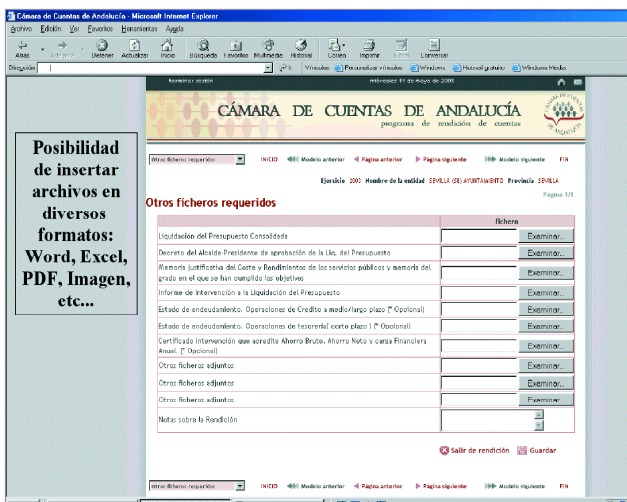 Cámara de Cuentas de Andalucía - Microsoft Internet Explorer
Archivo Edición Ver Favoritos Herramientas Ayuda
Atrás Adelante Detener Actualizar Inicio Búsqueda Favoritos Multimedia Historial Correo Imprimir Conversar
Dirección Ir Vínculos Personalizar vínculos Windows Hotmail gratuito Windows Media
terminar sesión miércoles 11 de mayo de 2005
CÁMARA DE CUENTAS DE ANDALUCÍA
programa de rendición de cuentas
CÁMARA DE CUENTAS DE ANDALUCÍA
Posibilidad
de insertar
archivos en
diversos
formatos:
Word, Excel,
PDF, Imagen,
etc...
Otros ficheros requeridos INICIO Modelo anterior Página anterior Página siguiente Modelo siguiente FIN
Ejercicio 2003 Nombre de la entidad SEVILLA (SE) AYUNTAMIENTO Provincia SEVILLA
Página 1/1
Otros ficheros requeridos
fichero
Liquidación del Presupuesto Consolidada Examinar...
Decreto del Alcalde-Presidente de aprobación de la Liq. del Presupuesto Examinar...
Memoria justificativa del Coste y Rendimientos de los servicios públicos y memoria del
grado en el que se han cumplido los objetivos Examinar...
Informe de Intervención a la Liquidación del Presupuesto Examinar...
Estado de endeudamiento. Operaciones de Credito a medio/largo plazo (* Opcional) Examinar...
Estado de endeudamiento. Operaciones de tesorería( corto plazo ) (* Opcional) Examinar...
Certificado Intervención que acredite Ahorro Bruto, Ahorro Neto y carga Financiera
Anual. (* Opcional) Examinar...
Otros ficheros adjuntos Examinar...
Otros ficheros adjuntos Examinar...
Otros ficheros adjuntos Examinar...
Notas sobre la Rendición
Salir de rendición Guardar
Otros ficheros requeridos INICIO Modelo anterior Página anterior Página siguiente Modelo siguiente FIN